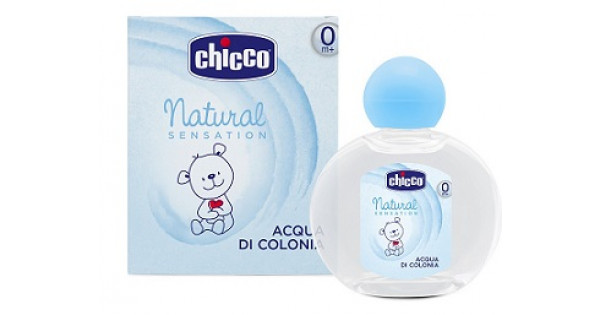 chicco
0
m+
Natural
SENSATION
ACQUA
DI COLONIA
chicco
0
m+
Natural
SENSATION
ACQUA
DI COLONIA